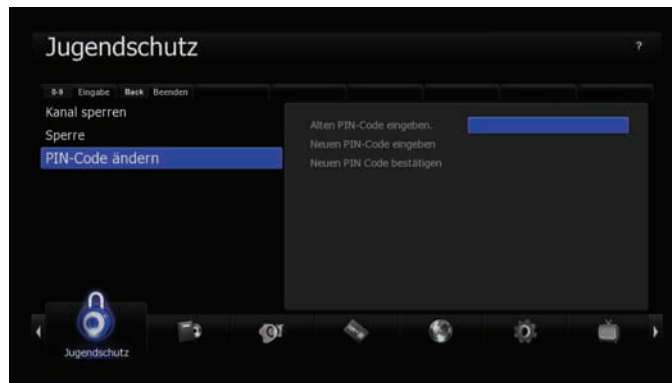 Jugendschutz
?
0-9 Eingabe Back Beenden
Kanal sperren
Sperre
PIN-Code ändern
Alten PIN-Code eingeben.
Neuen PIN-Code eingeben
Neuen PIN Code bestätigen
Jugendschutz